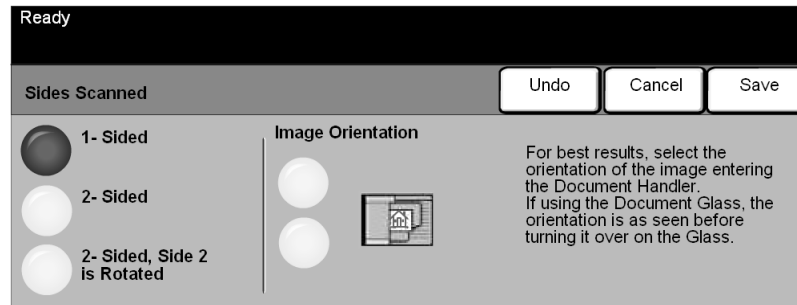 Ready
Sides Scanned
Undo
Cancel
Save
1- Sided
2- Sided
2- Sided, Side 2
is Rotated
Image Orientation
For best results, select the
orientation of the image entering
the Document Handler.
If using the Document Glass, the
orientation is as seen before
turning it over on the Glass.